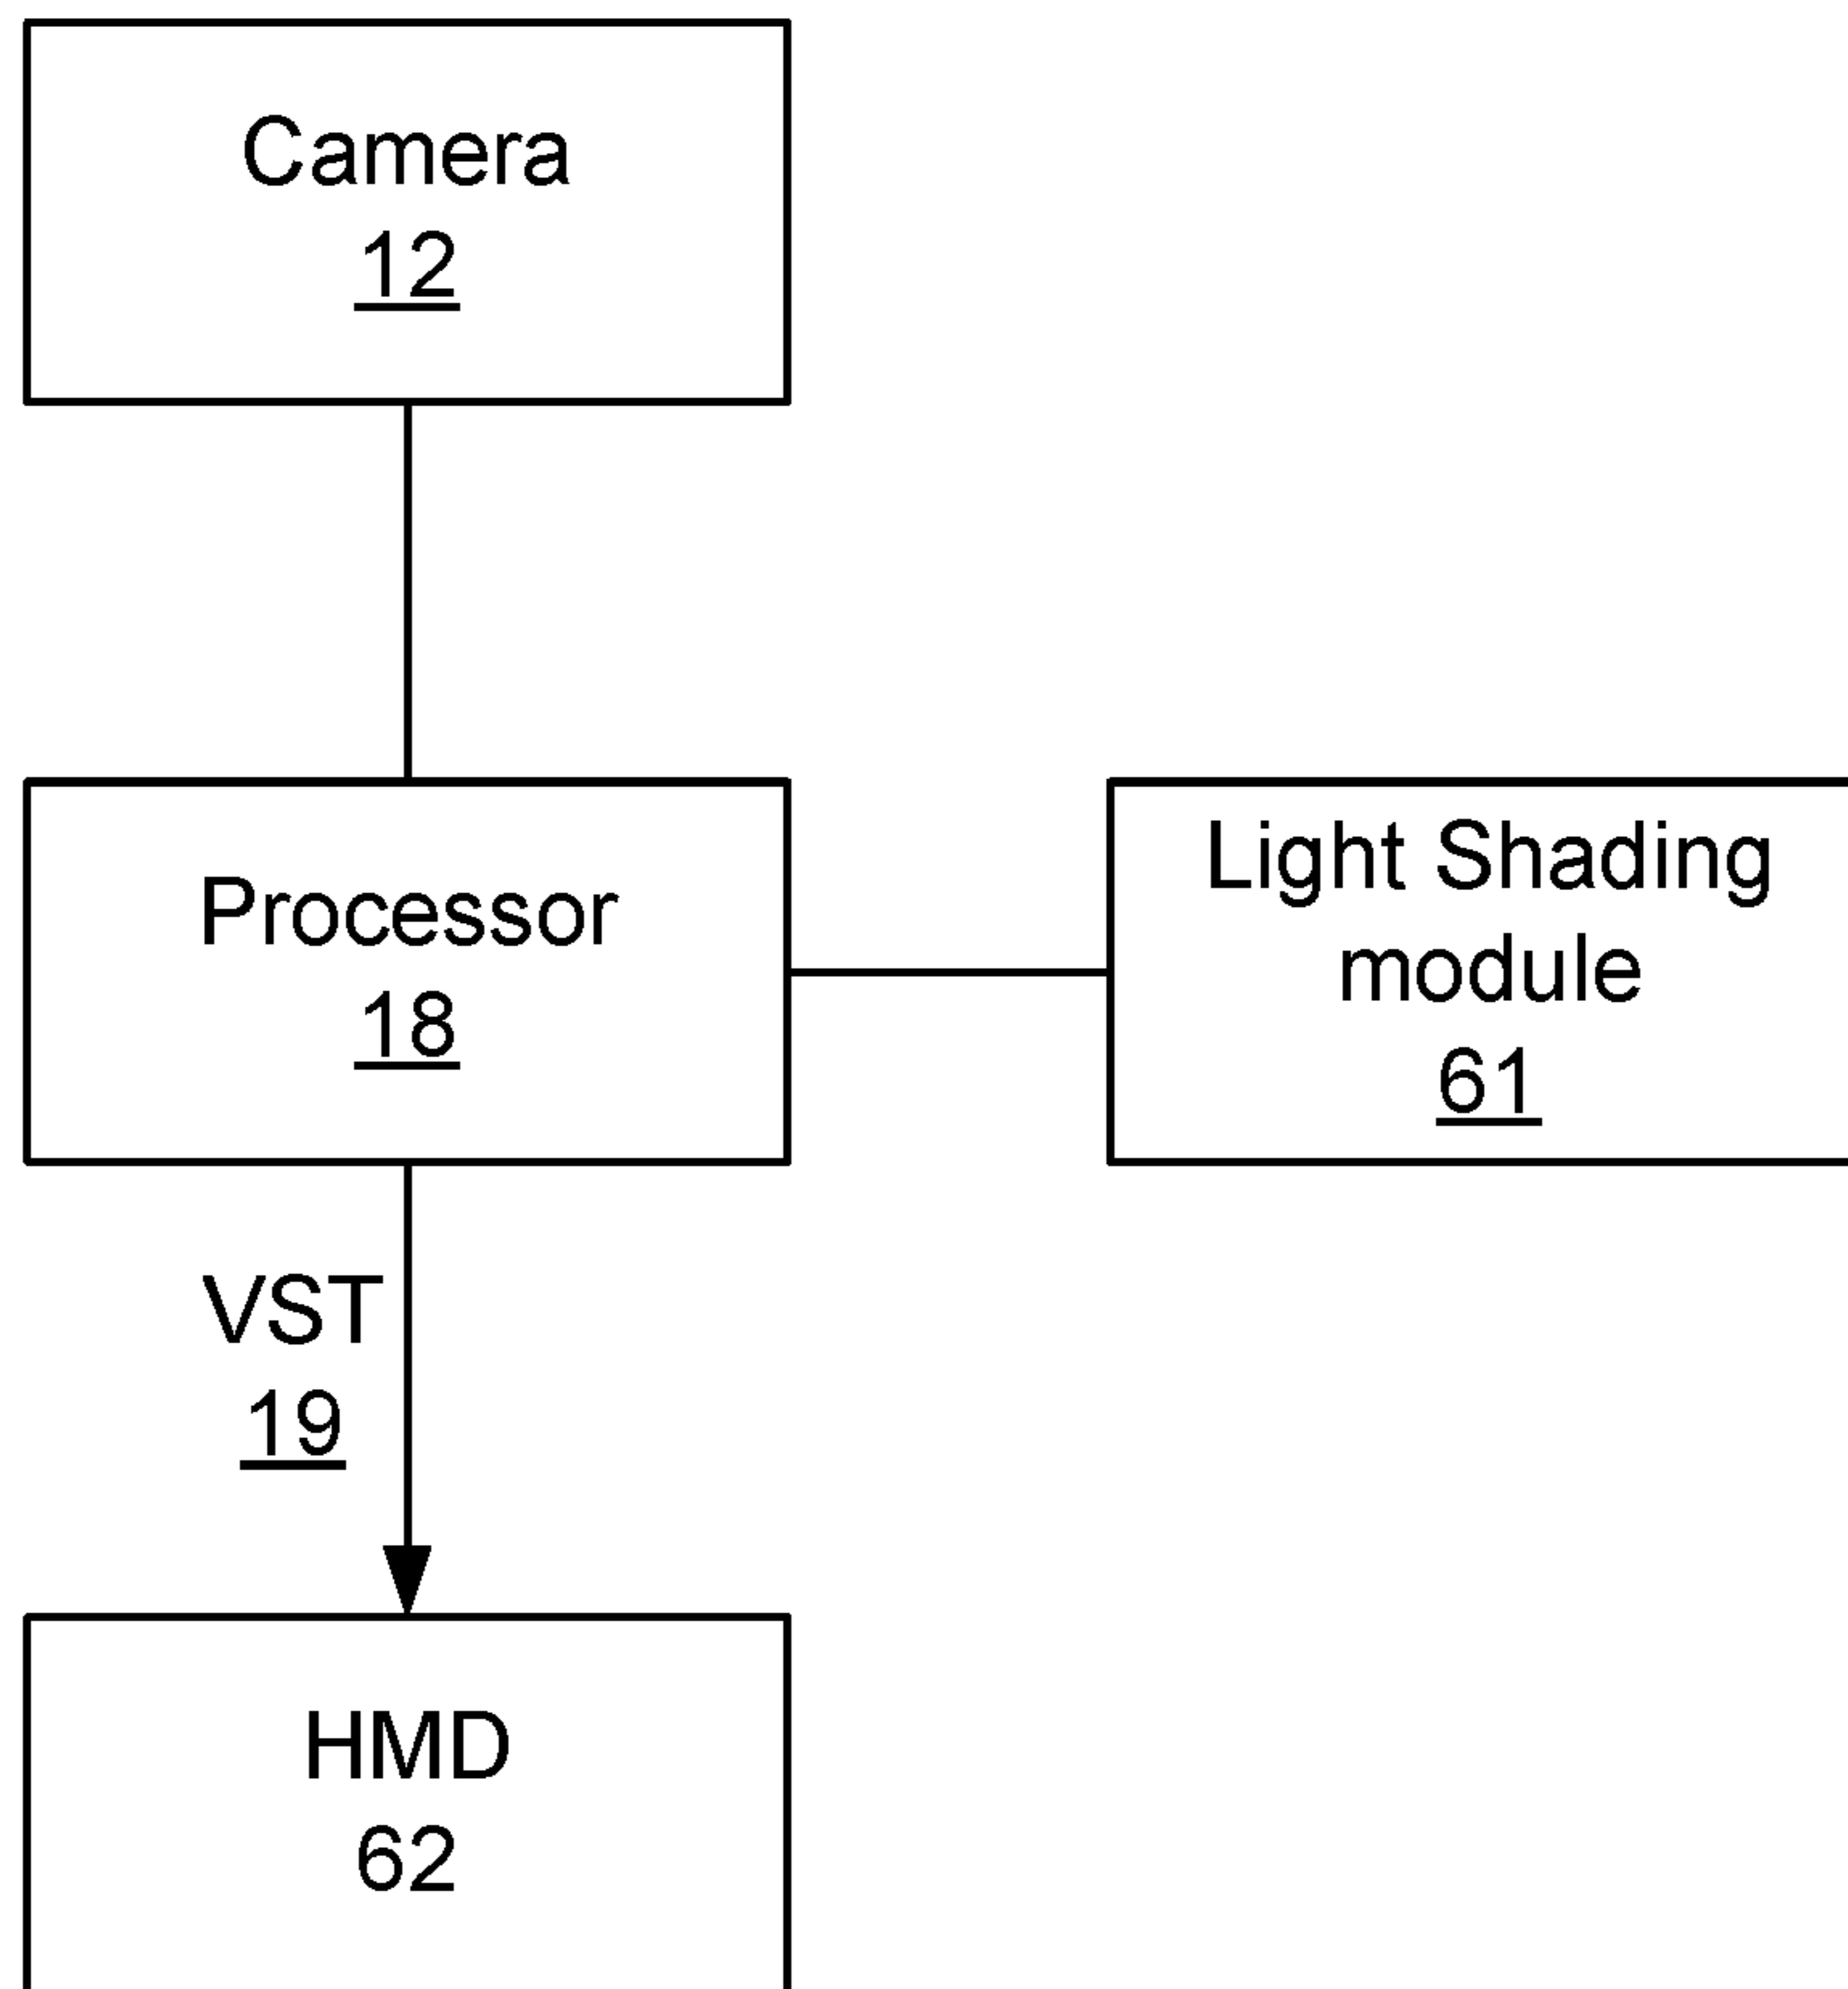 Camera
12
Processor
18
Light Shading
module
61
VST
19
HMD
62